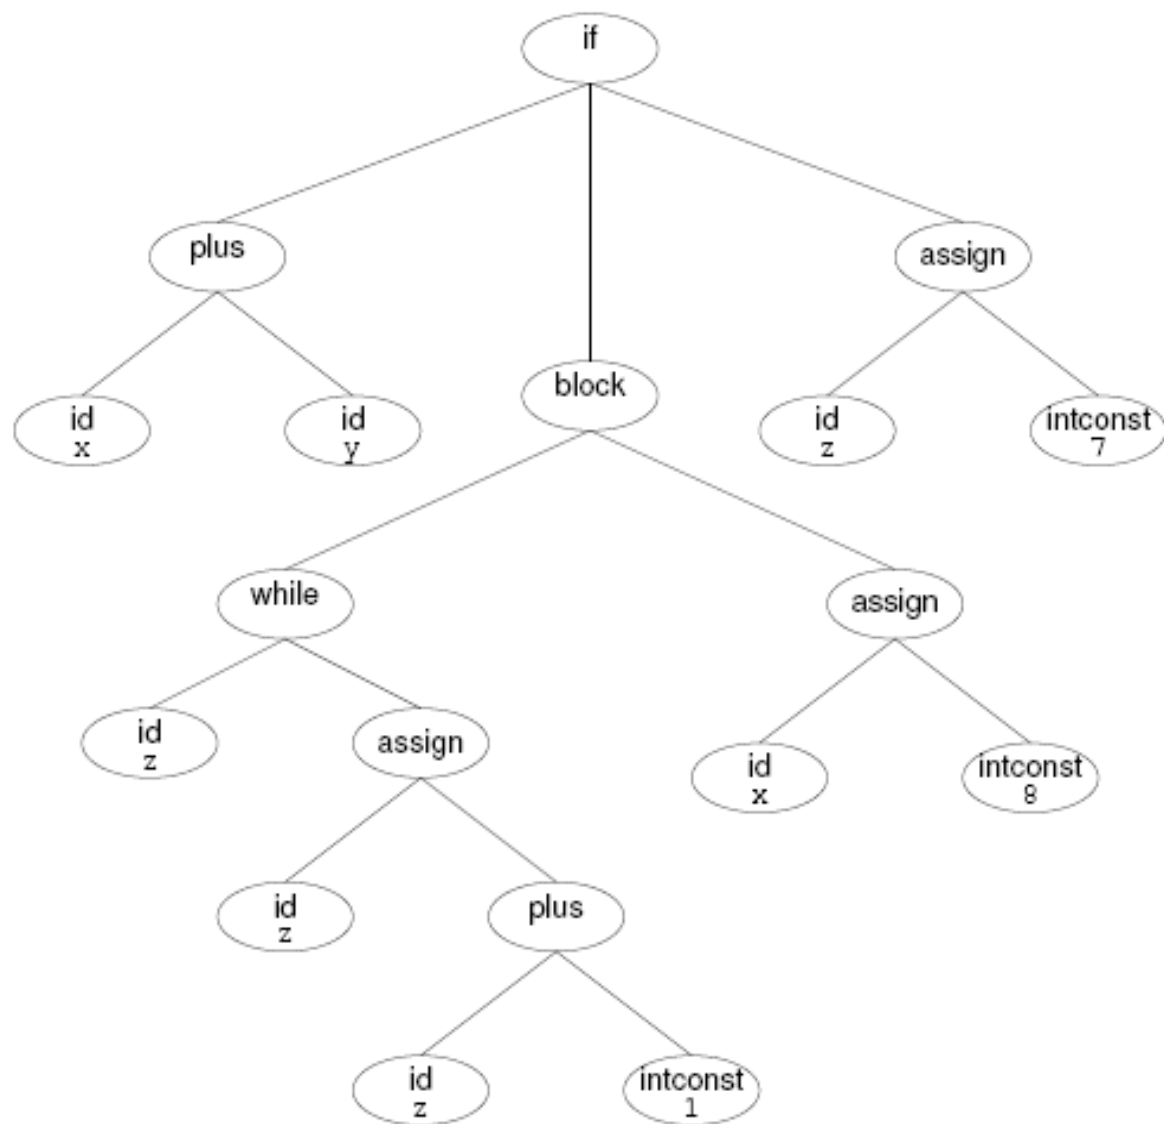 if
plus
assign
id
x
id
y
block
id
z
intconst
7
while
assign
id
z
assign
id
x
intconst
8
id
z
plus
id
z
intconst
1